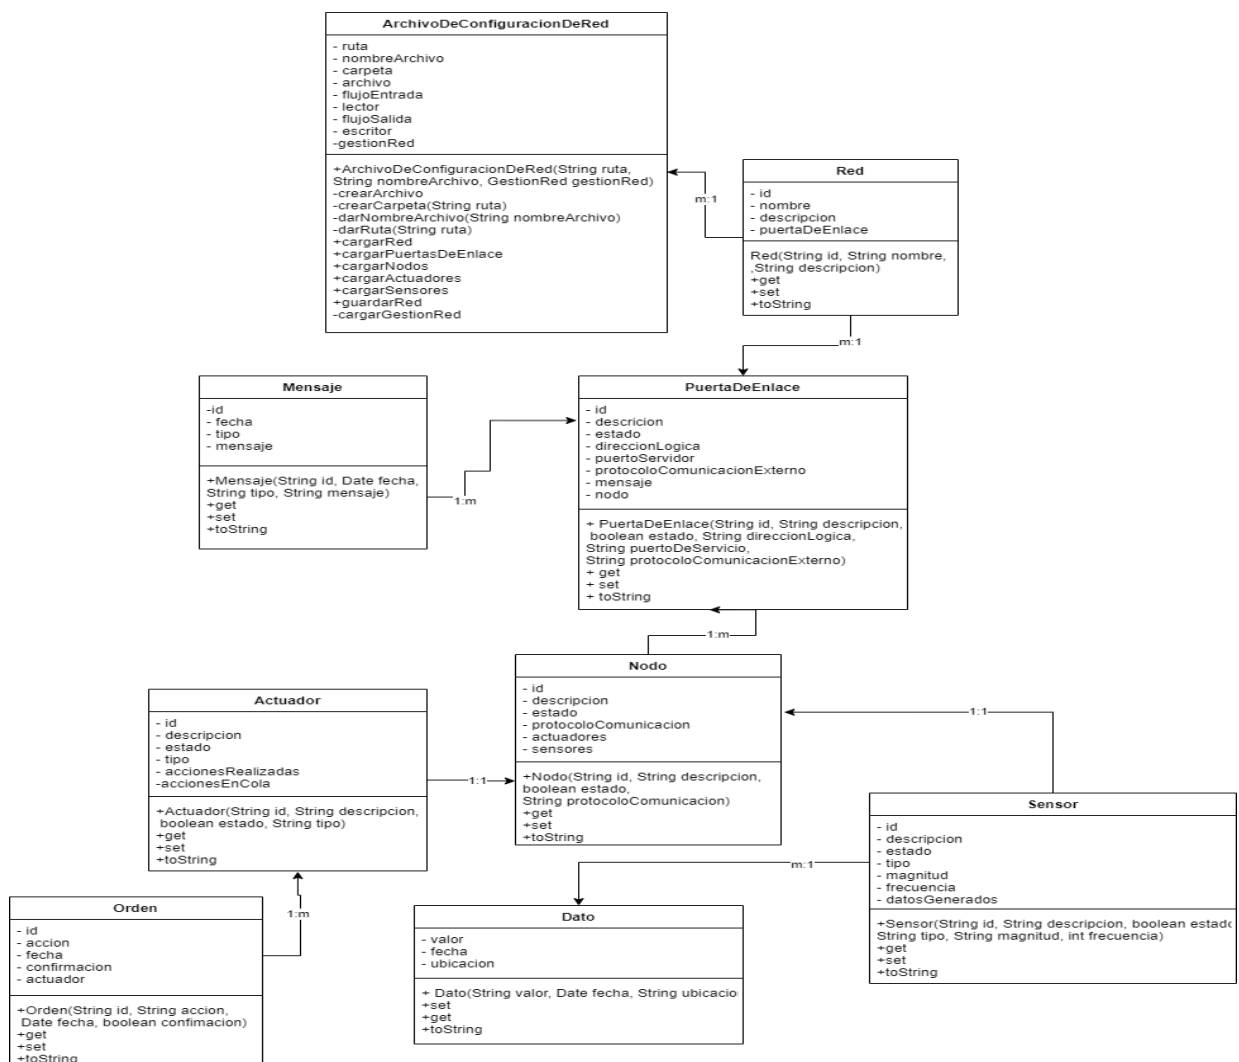 ArchivoDeConfiguracionDeRed
- ruta
- nombreArchivo
- carpeta
- archivo
- flujoEntrada
- lector
- flujoSalida
- escritor
-gestionRed
+ArchivoDeConfiguracionDeRed(String ruta,
String nombreArchivo, GestionRed gestionRed)
-crearArchivo
-crearCarpeta(String ruta)
-darNombreArchivo(String nombreArchivo)
-darRuta(String ruta)
+cargarRed
+cargarPuertasDeEnlace
+cargarNodos
+cargarActuadores
+cargarSensores
+guardarRed
-cargarGestionRed
m:1
Red
- id
- nombre
- descripcion
- puertaDeEnlace
Red(String id, String nombre,
,String descripcion)
+get
+set
+toString
m:1
Mensaje
-id
- fecha
- tipo
- mensaje
+Mensaje(String id, Date fecha,
String tipo, String mensaje)
+get
+set
+toString
1:m
PuertaDeEnlace
- id
- descricion
- estado
- direccionLogica
- puertoServidor
- protocoloComunicacionExterno
- mensaje
- nodo
+ PuertaDeEnlace(String id, String descripcion,
boolean estado, String direccionLogica,
String puertoDeServicio,
String protocoloComunicacionExterno)
+ get
+ set
+ toString
1:m
Nodo
- id
- descripcion
- estado
- protocoloComunicacion
- actuadores
- sensores
+Nodo(String id, String descripcion,
boolean estado,
String protocoloComunicacion)
+get
+set
+toString
Actuador
- id
- descripcion
- estado
- tipo
- accionesRealizadas
-accionesEnCola
+Actuador(String id, String descripcion,
boolean estado, String tipo)
+get
+set
+toString
1:1
1:1
Sensor
- id
- descripcion
- estado
- tipo
- magnitud
- frecuencia
- datosGenerados
+Sensor(String id, String descripcion, boolean estado
String tipo, String magnitud, int frecuencia)
+get
+set
+toString
m:1
1:m
Orden
- id
- accion
- fecha
- confirmacion
- actuador
+Orden(String id, String accion,
Date fecha, boolean confimacion)
+get
+set
+toString
Dato
- valor
- fecha
- ubicacion
+ Dato(String valor, Date fecha, String ubicacio
+set
+get
+toString